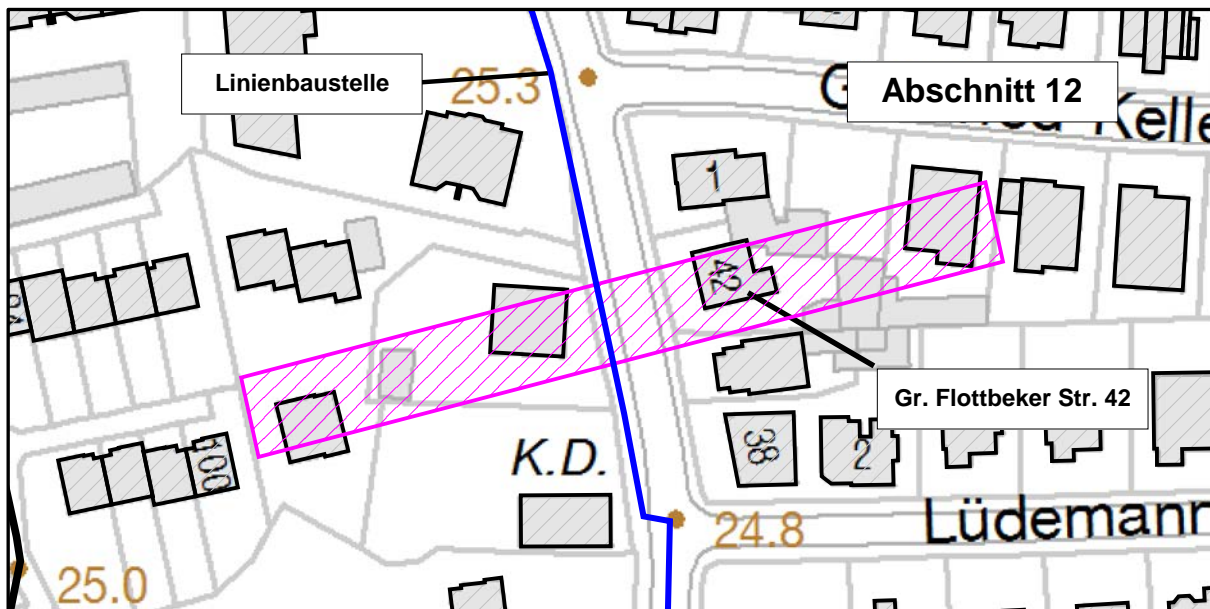 Linienbaustelle
25.3
Abschnitt 12
Kelle
1
42
Gr. Flottbeker Str. 42
K.D.
38
2
100
24.8
Lüdemann
25.0